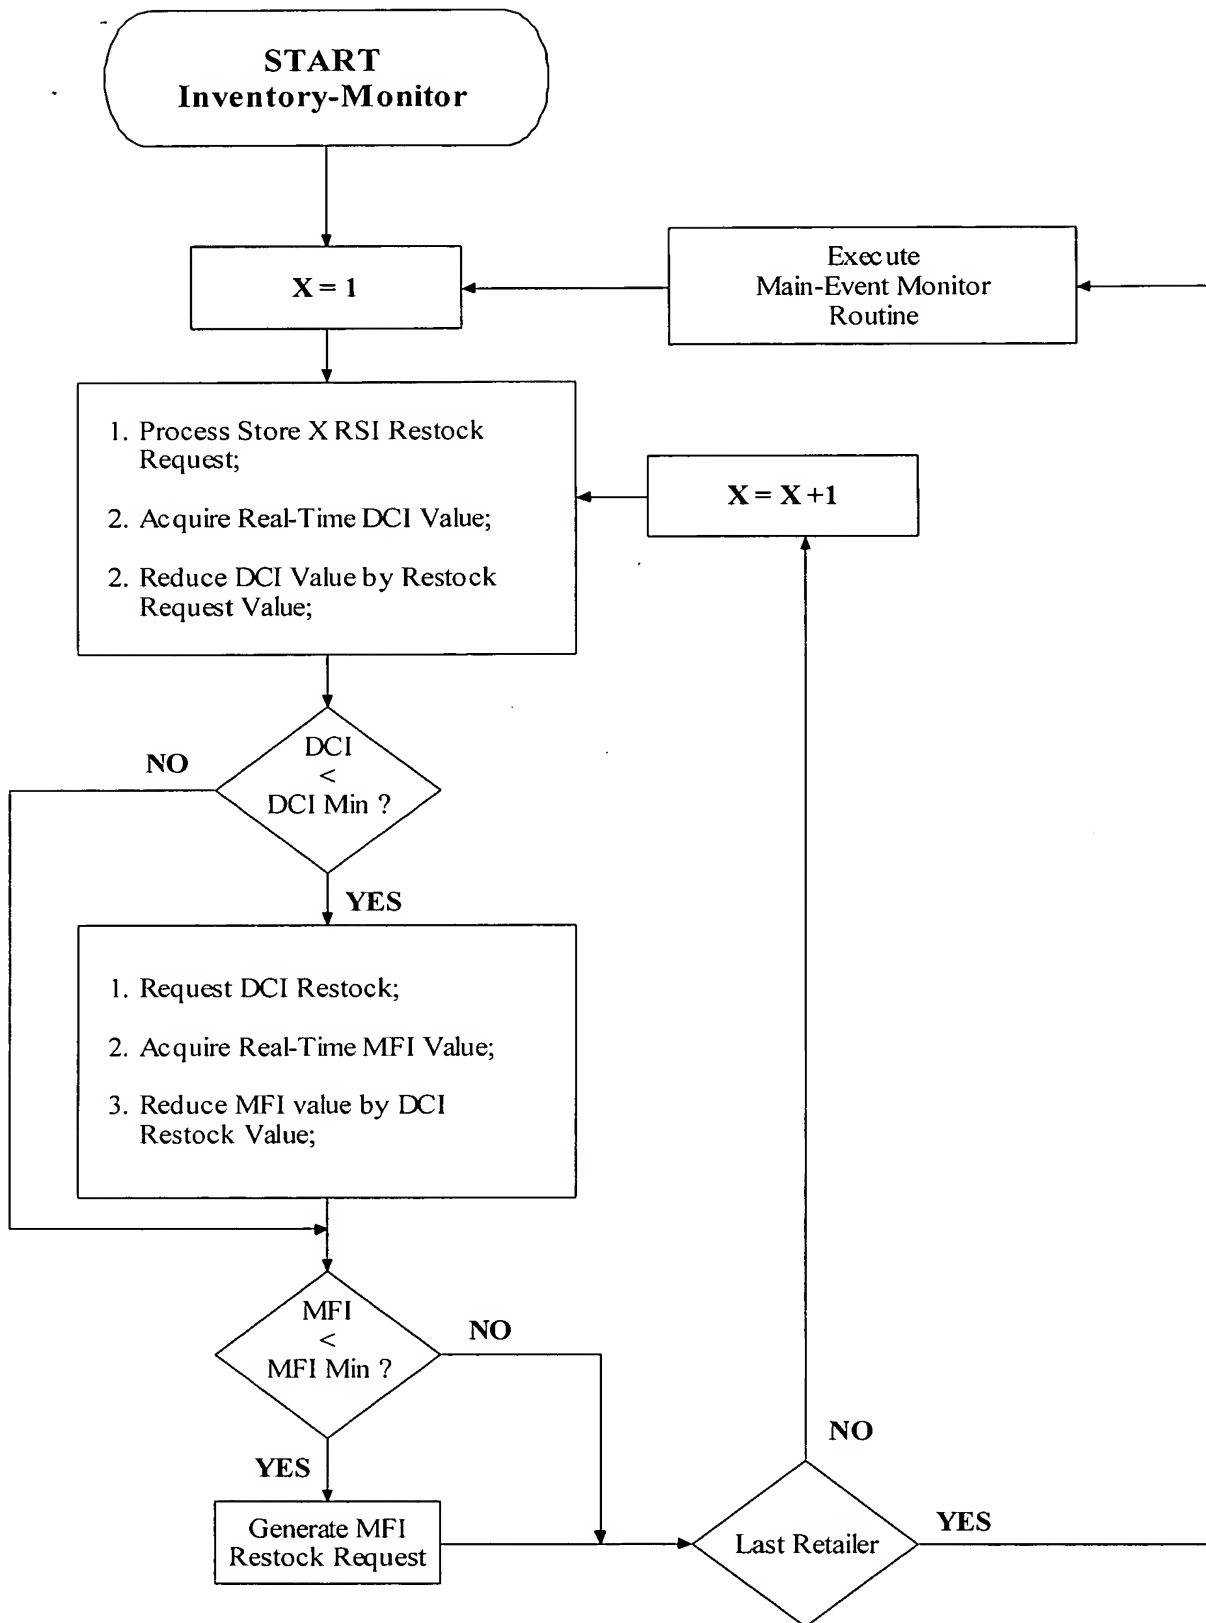 START
Inventory-Monitor
Execute
Main-Event Monitor
Routine
X = 1
1. Process Store X RSI Restock
Request;
2. Acquire Real-Time DCI Value;
2. Reduce DCI Value by Restock
Request Value;
X = X +1
DCI
<
DCI Min ?
NO
YES
1. Request DCI Restock;
2. Acquire Real-Time MFI Value;
3. Reduce MFI value by DCI
Restock Value;
MFI
<
MFI Min ?
NO
YES
Generate MFI
Restock Request
NO
Last Retailer
YES